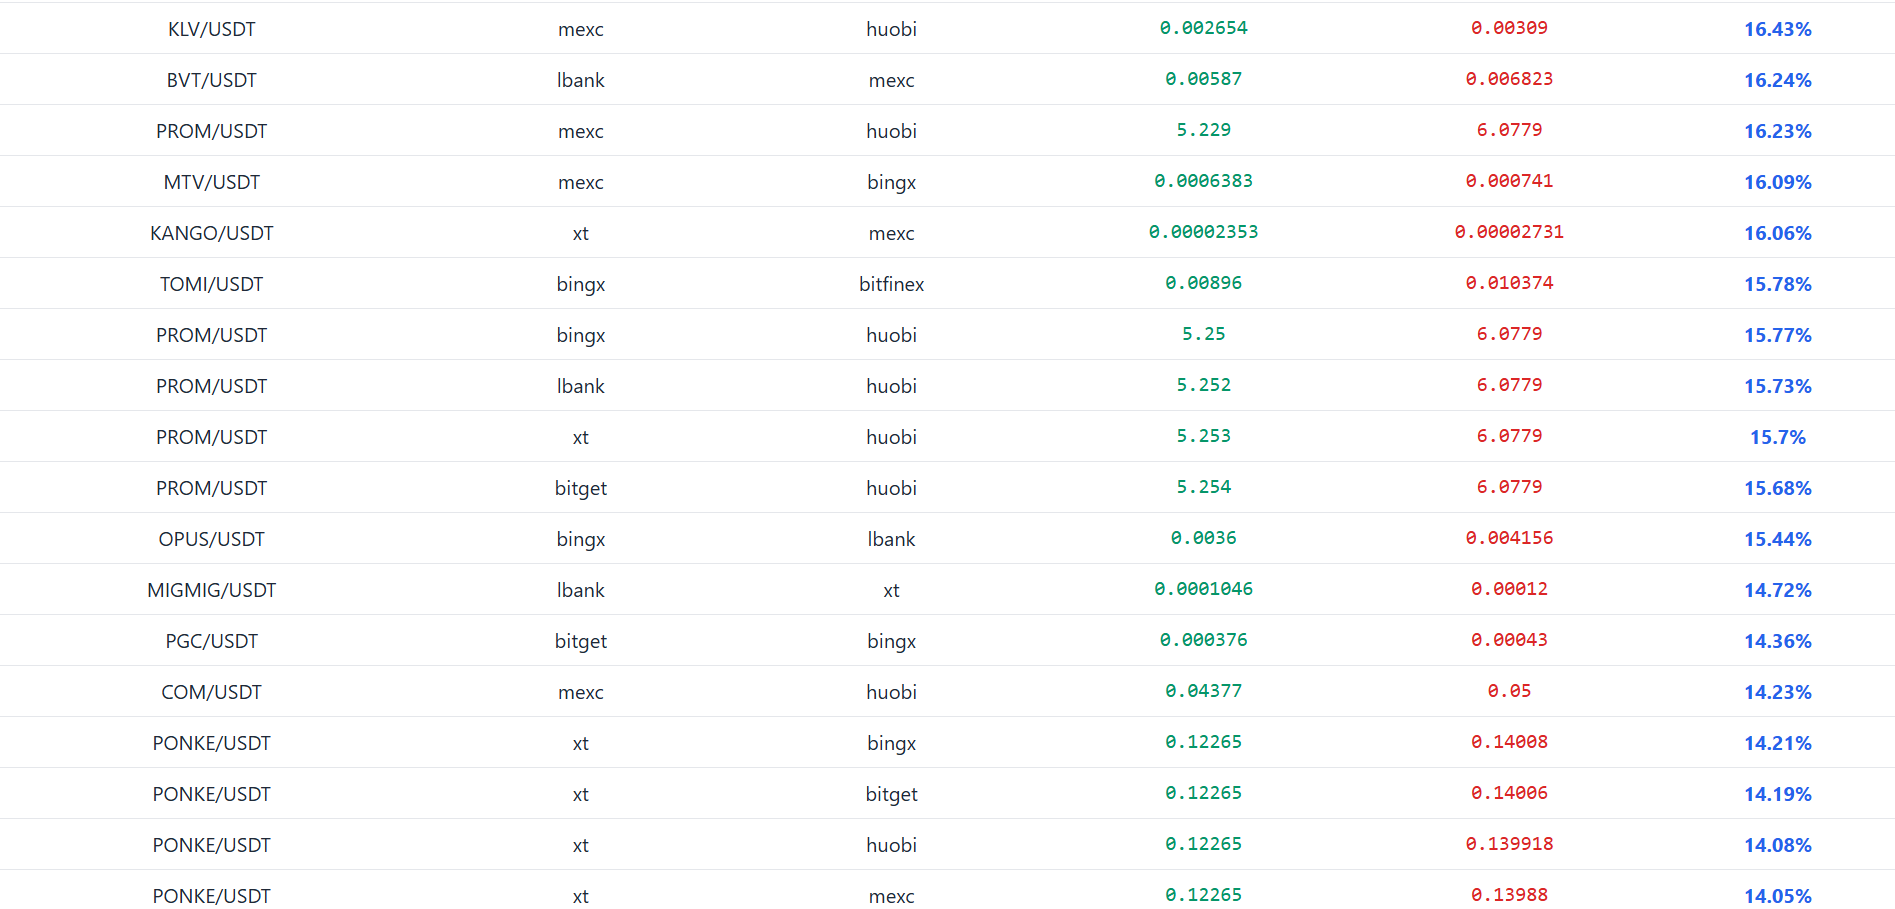 KLV/USDT mexc huobi 0.002654 0.00309 16.43%
BVT/USDT lbank mexc 0.00587 0.006823 16.24%
PROM/USDT mexc huobi 5.229 6.0779 16.23%
MTV/USDT mexc bingx 0.0006383 0.000741 16.09%
KANGO/USDT xt mexc 0.00002353 0.00002731 16.06%
TOMI/USDT bingx bitfinex 0.00896 0.010374 15.78%
PROM/USDT bingx huobi 5.25 6.0779 15.77%
PROM/USDT lbank huobi 5.252 6.0779 15.73%
PROM/USDT xt huobi 5.253 6.0779 15.7%
PROM/USDT bitget huobi 5.254 6.0779 15.68%
OPUS/USDT bingx lbank 0.0036 0.004156 15.44%
MIGMIG/USDT lbank xt 0.0001046 0.00012 14.72%
PGC/USDT bitget bingx 0.000376 0.00043 14.36%
COM/USDT mexc huobi 0.04377 0.05 14.23%
PONKE/USDT xt bingx 0.12265 0.14008 14.21%
PONKE/USDT xt bitget 0.12265 0.14006 14.19%
PONKE/USDT xt huobi 0.12265 0.139918 14.08%
PONKE/USDT xt mexc 0.12265 0.13988 14.05%